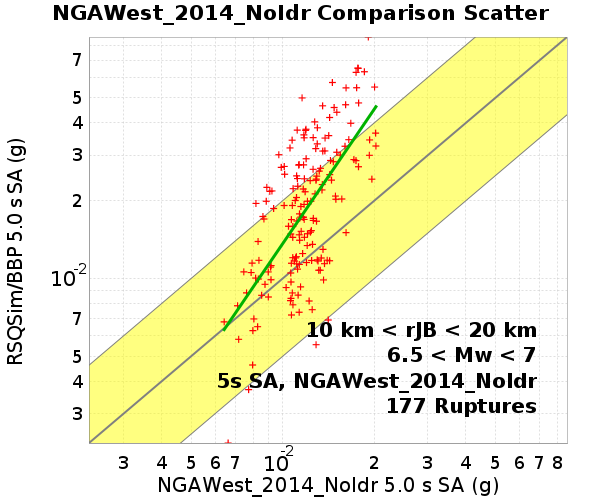 NGAWest_2014_NoIdr Comparison Scatter
RSQSim/BBP 5.0 s SA (g)
7
5
4
3
2
10-2
7
5
4
3
10 km < rJB < 20 km
6.5 < Mw < 7
5s SA, NGAWest_2014_NoIdr
177 Ruptures
3 4 5 6 7 10-2 2 3 4 5 6 7 8
NGAWest_2014_NoIdr 5.0 s SA (g)